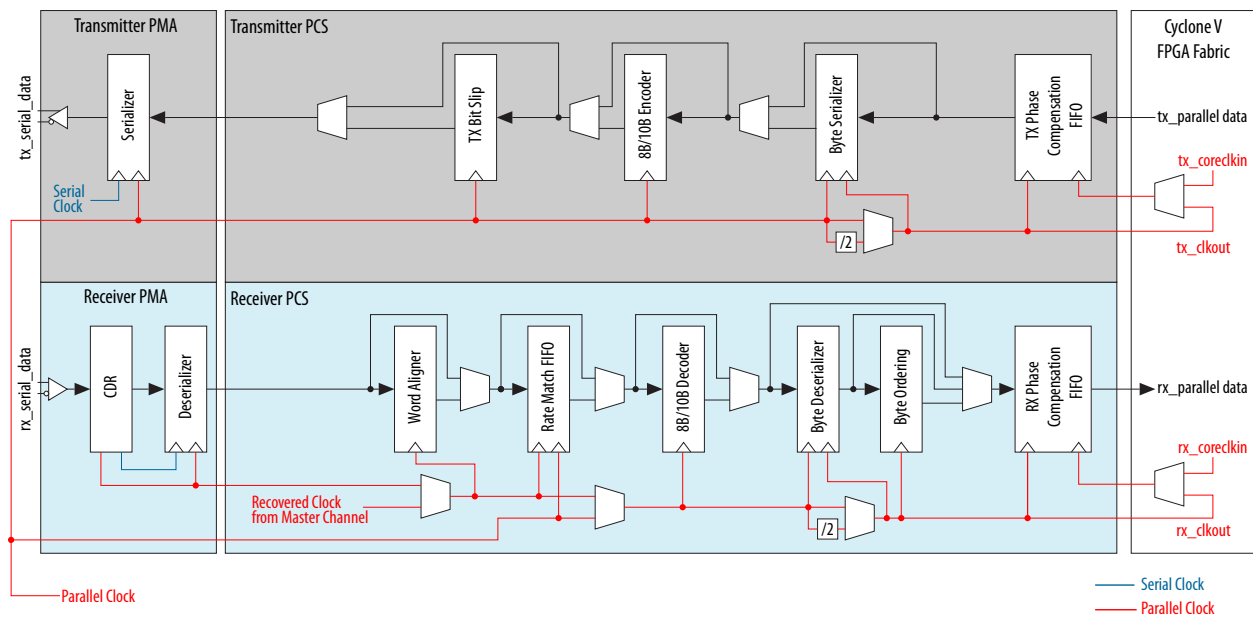 Transmitter PMA
Transmitter PCS
Cyclone V
FPGA Fabric
tx_serial_data
Serializer
TX Bit Slip
8B/10B Encoder
Byte Serializer
TX Phase
Compensation
FIFO
tx_parallel data
tx_coreclkin
Serial
Clock
/2
tx_clkout
Receiver PMA
Receiver PCS
rx_serial_data
CDR
Deserializer
Word Aligner
Rate Match FIFO
8B/10B Decoder
Byte Deserializer
Byte Ordering
RX Phase
Compensation
FIFO
rx_parallel data
rx_coreclkin
Recovered Clock
from Master Channel
/2
rx_clkout
Parallel Clock
Serial Clock
Parallel Clock